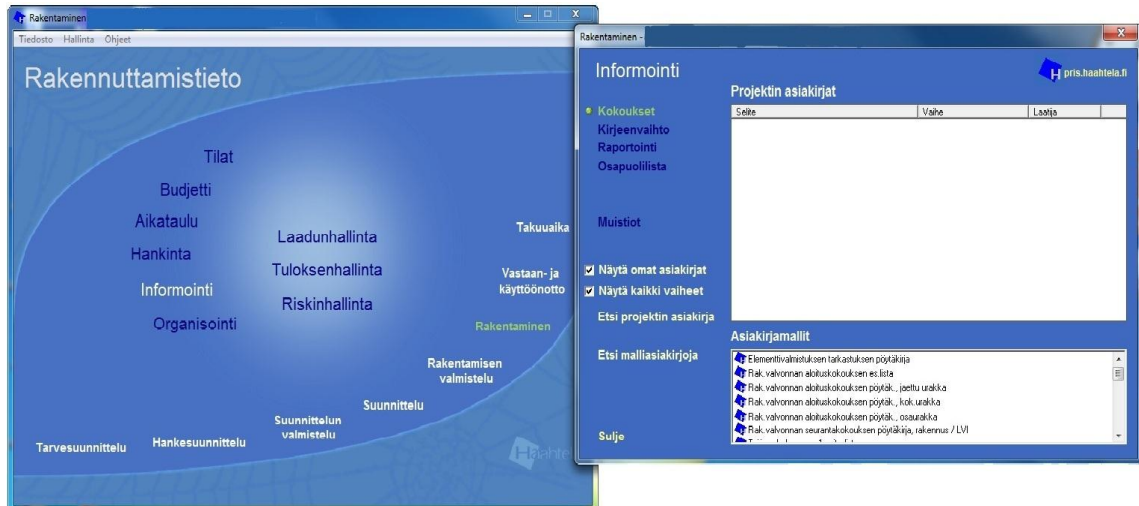 Rakentaminen
Tiedosto Hallinta Ohjeet
Rakennuttamistieto
Tilat
Budjetti
Aikataulu
Hankinta
Informointi
Organisointi
Laadunhallinta
Tuloksenhallinta
Riskinhallinta
Takuuaika
Vastaan- ja
käyttöönotto
Rakentaminen
Rakentamisen
valmistelu
Suunnittelu
Suunnittelun
valmistelu
Hankesuunnittelu
Tarvesuunnittelu
Rakentaminen -
Informointi
pris.haahtela.fi
Projektin asiakirjat
Selite Vaihe Laatija
Kokoukset
Kirjeenvaihto
Raportointi
Osapuolilista
Muistiot
Näytä omat asiakirjat
Näytä kaikki vaiheet
Etsi projektin asiakirja
Etsi malliasiakirjoja
Sulje
Asiakirjamallit
Elementtivalmistuksen tarkastuksen pöytäkirja
Rak.valvonnan aloituskokouksen es.lista
Rak.valvonnan aloituskokouksen pöytäk., jaettu urakka
Rak.valvonnan aloituskokouksen pöytäk., kok.urakka
Rak.valvonnan aloituskokouksen pöytäk., osaurakka
Rak.valvonnan seurantakokouksen pöytäkirja, rakennus / LVI